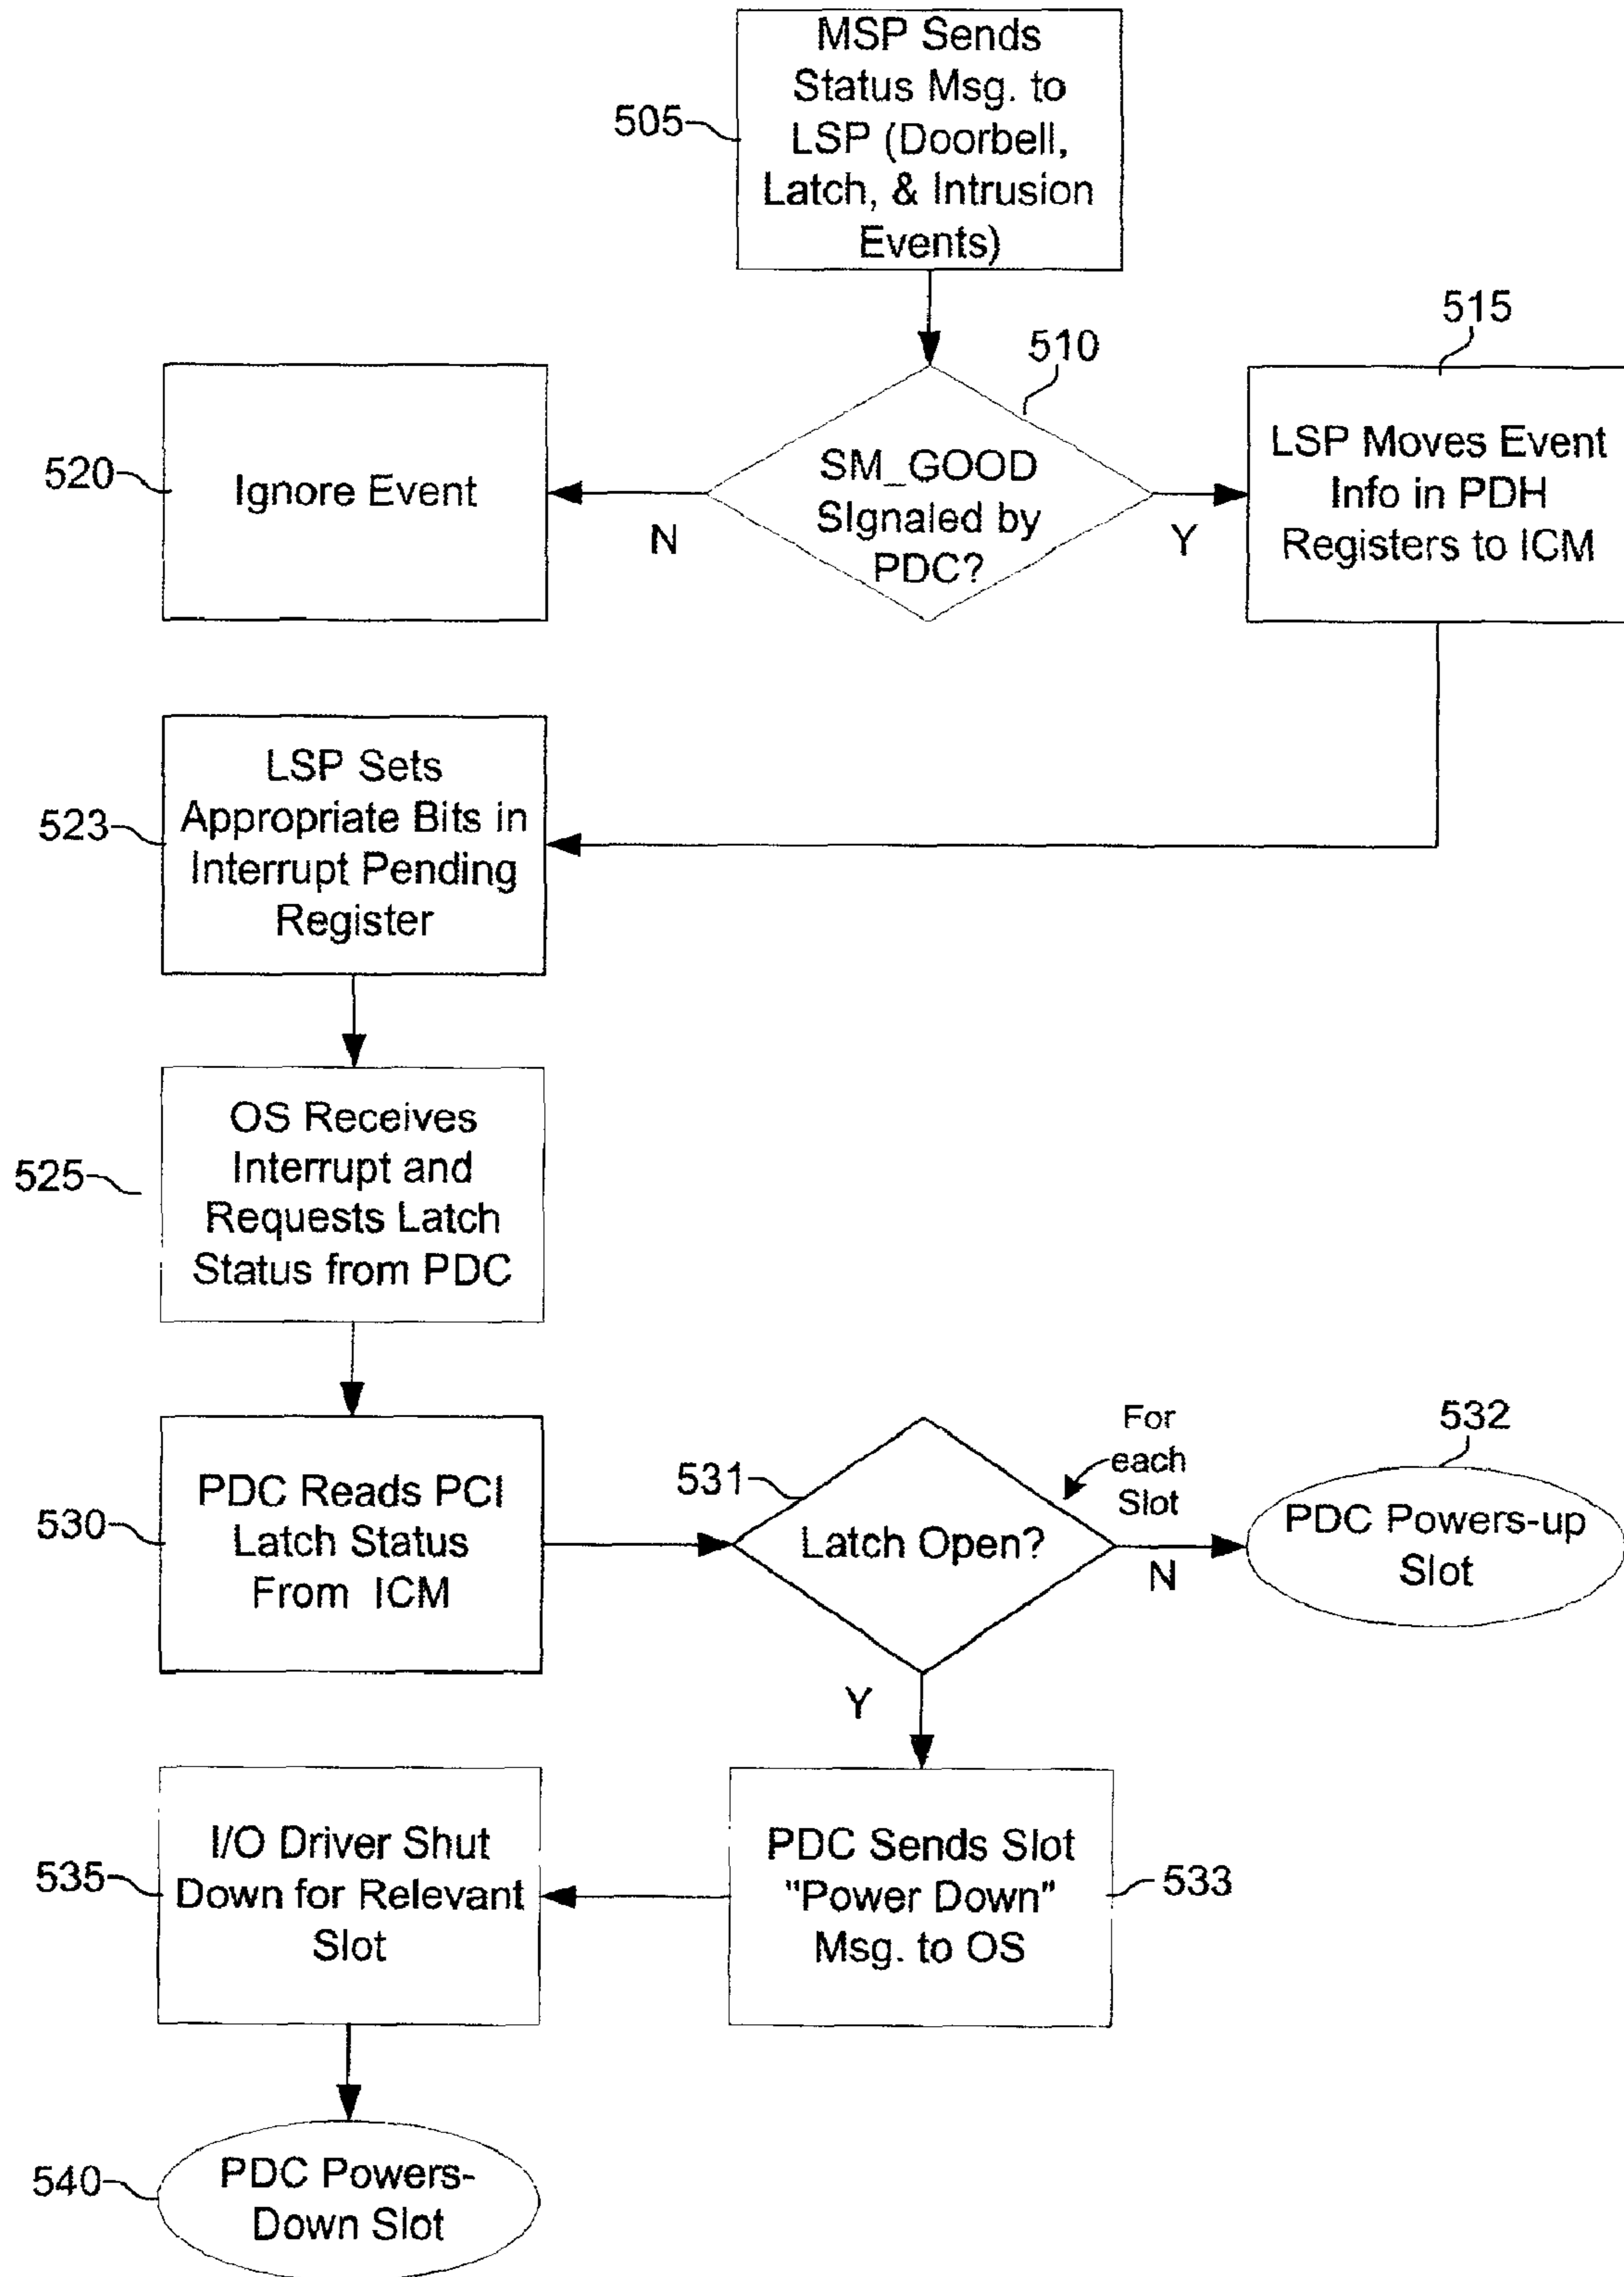 MSP Sends
Status Msg. to
LSP (Doorbell,
Latch, & Intrusion
Events)
505
510
515
SM_GOOD
SIgnaled by
PDC?
N
Y
520
Ignore Event
LSP Moves Event
Info in PDH
Registers to ICM
523
LSP Sets
Appropriate Bits in
Interrupt Pending
Register
525
OS Receives
Interrupt and
Requests Latch
Status from PDC
530
PDC Reads PCI
Latch Status
From ICM
531
Latch Open?
For
each
Slot
N
Y
532
PDC Powers-up
Slot
533
PDC Sends Slot
"Power Down"
Msg. to OS
535
I/O Driver Shut
Down for Relevant
Slot
540
PDC Powers-
Down Slot